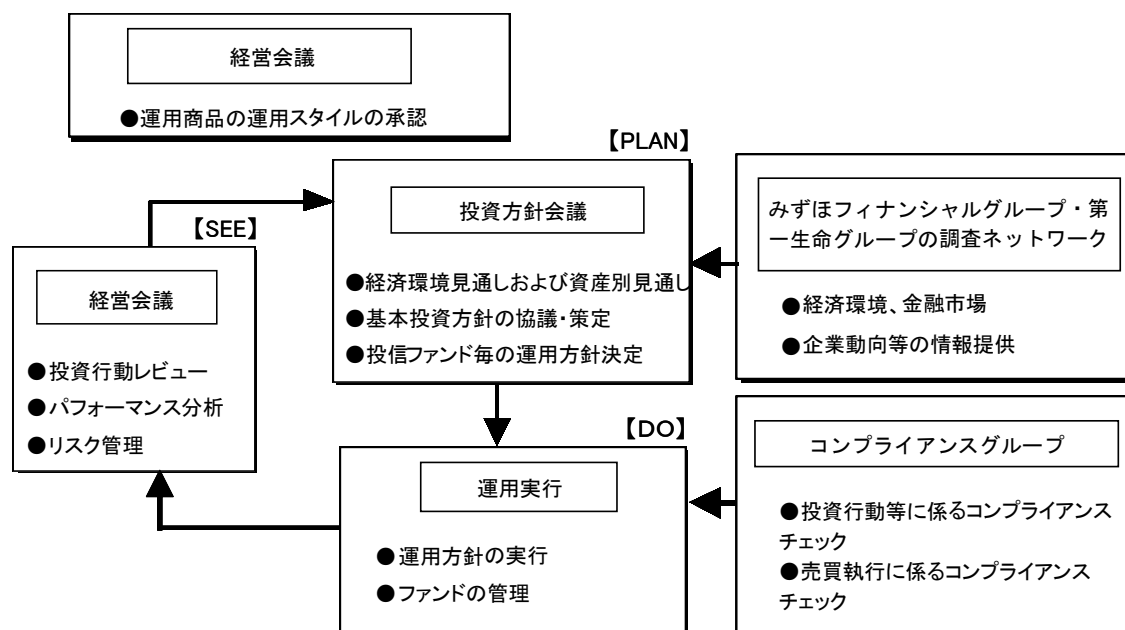 経営会議
●運用商品の運用スタイルの承認
【PLAN】
投資方針会議
●経済環境見通しおよび資産別見通し
●基本投資方針の協議・策定
●投信ファンド毎の運用方針決定
みずほフィナンシャルグループ・第
一生命グループの調査ネットワーク
●経済環境、金融市場
●企業動向等の情報提供
【SEE】
経営会議
●投資行動レビュー
●パフォーマンス分析
●リスク管理
【DO】
運用実行
●運用方針の実行
●ファンドの管理
コンプライアンスグループ
●投資行動等に係るコンプライアンス
チェック
●売買執行に係るコンプライアンス
チェック